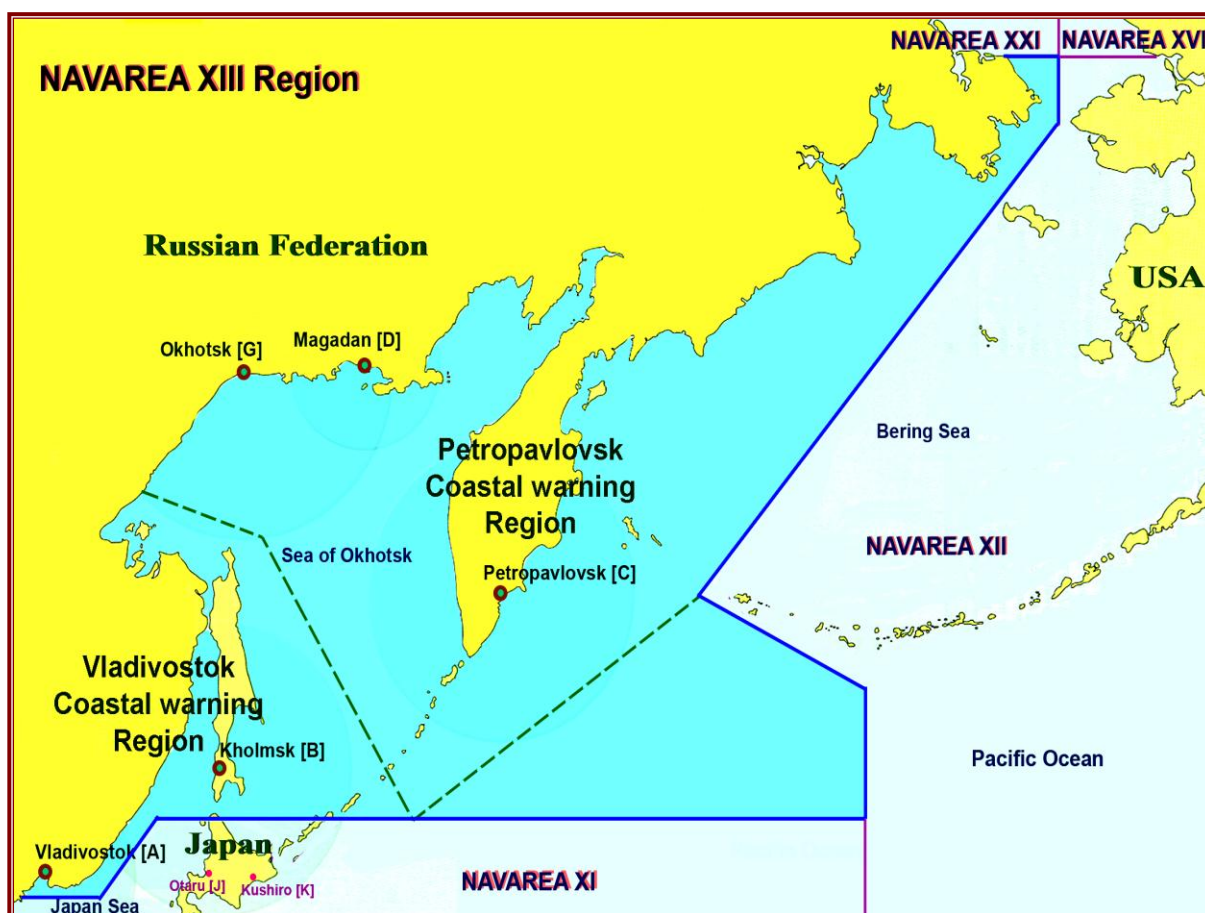 NAVAREA XXI
NAVAREA XVI
NAVAREA XIII Region
Russian Federation
USA
Okhotsk [G]
Magadan [D]
Bering Sea
Petropavlovsk
Coastal warning
Region
NAVAREA XII
Sea of Okhotsk
Petropavlovsk [C]
Vladivostok
Coastal warning
Region
Kholmsk [B]
Pacific Ocean
Japan
Vladivostok [A]
Otaru [J]
Kushiro [K]
NAVAREA XI
Japan Sea